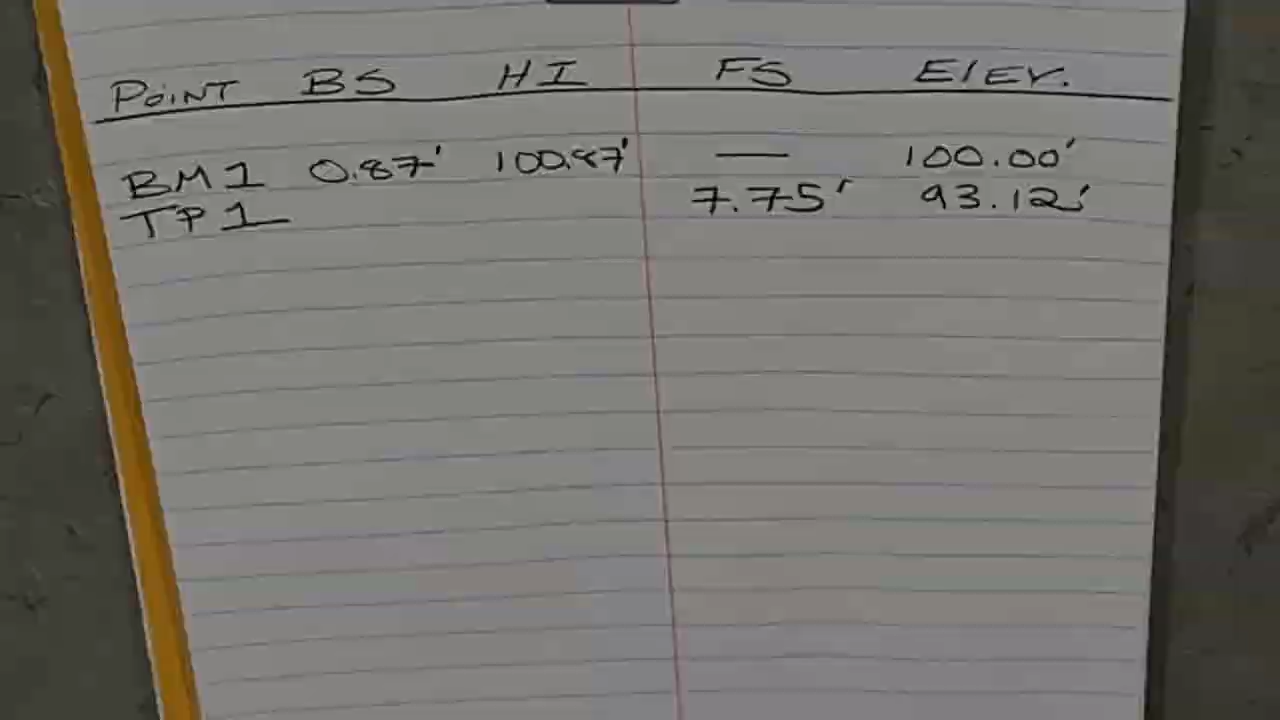 Point BS HI FS Elev.
BM1 0.87' 100.87' — 100.00'
TP1 7.75' 93.12'